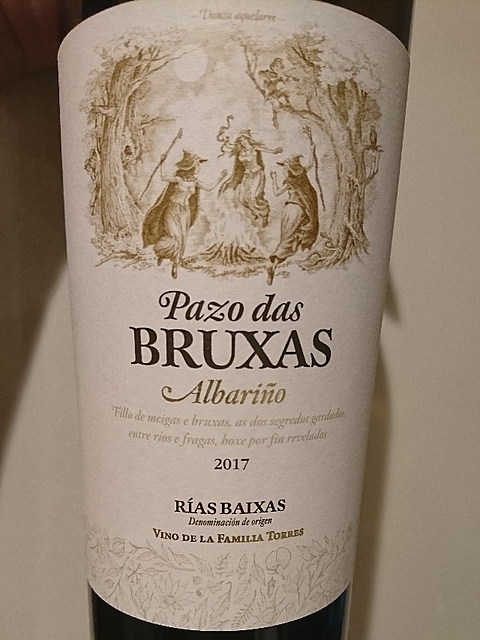 Danza aquelarre
Pazo das
BRUXAS
Albariño
Fillo de meigas e bruxas, as dos segredos gardados
entre ríos e fragas, hoxe por fin revelados
2017
RÍAS BAIXAS
Denominación de origen
VINO DE LA FAMILIA TORRES